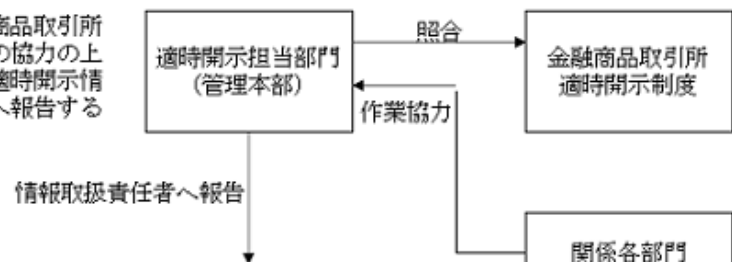 商品取引所
の協力の上
適時開示情
へ報告する
適時開示担当部門
(管理本部)
照合
金融商品取引所
適時開示制度
作業協力
情報取扱責任者へ報告
関係各部門